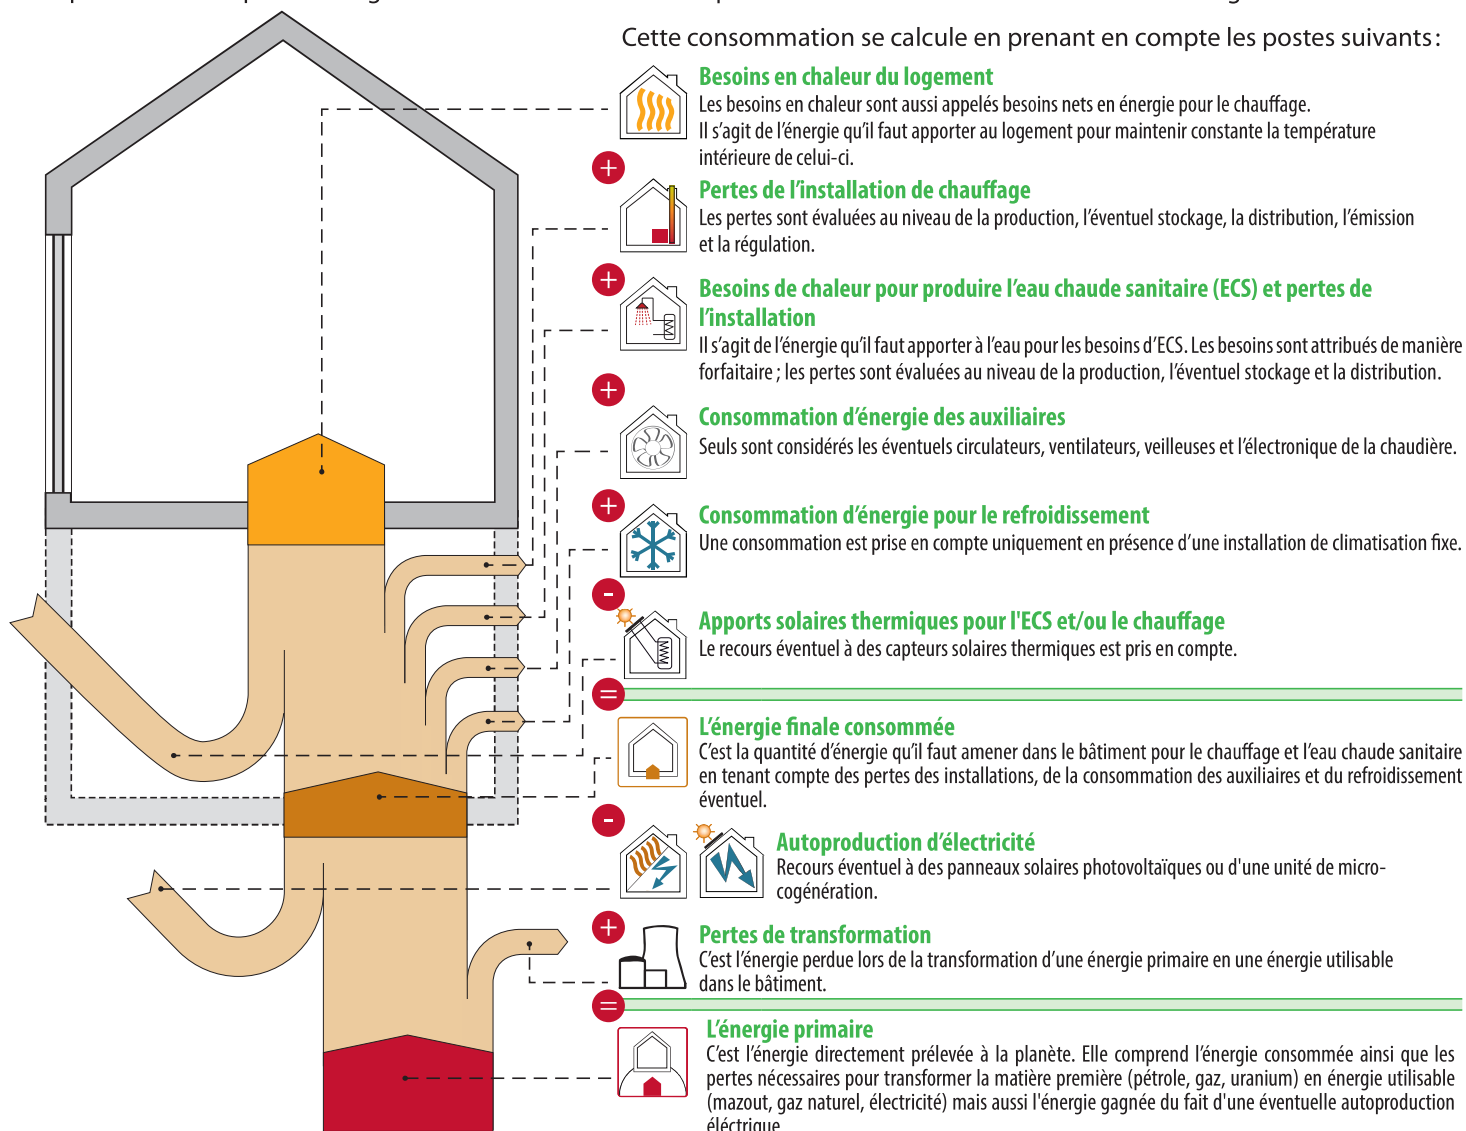 Cette consommation se calcule en prenant en compte les postes suivants :
Besoins en chaleur du logement
Les besoins en chaleur sont aussi appelés besoins nets en énergie pour le chauffage.
Il s'agit de l'énergie qu'il faut apporter au logement pour maintenir constante la température
intérieure de celui-ci.
+
Pertes de l'installation de chauffage
Les pertes sont évaluées au niveau de la production, l'éventuel stockage, la distribution, l'émission
et la régulation.
+
Besoins de chaleur pour produire l'eau chaude sanitaire (ECS) et pertes de
l'installation
Il s'agit de l'énergie qu'il faut apporter à l'eau pour les besoins d'ECS. Les besoins sont attribués de manière
forfaitaire ; les pertes sont évaluées au niveau de la production, l'éventuel stockage et la distribution.
+
Consommation d'énergie des auxiliaires
Seuls sont considérés les éventuels circulateurs, ventilateurs, veilleuses et l'électronique de la chaudière.
+
Consommation d'énergie pour le refroidissement
Une consommation est prise en compte uniquement en présence d'une installation de climatisation fixe.
-
Apports solaires thermiques pour l'ECS et/ou le chauffage
Le recours éventuel à des capteurs solaires thermiques est pris en compte.
=
L'énergie finale consommée
C'est la quantité d'énergie qu'il faut amener dans le bâtiment pour le chauffage et l'eau chaude sanitaire
en tenant compte des pertes des installations, de la consommation des auxiliaires et du refroidissement
éventuel.
-
Autoproduction d'électricité
Recours éventuel à des panneaux solaires photovoltaïques ou d'une unité de micro-
cogénération.
+
Pertes de transformation
C'est l'énergie perdue lors de la transformation d'une énergie primaire en une énergie utilisable
dans le bâtiment.
=
L'énergie primaire
C'est l'énergie directement prélevée à la planète. Elle comprend l'énergie consommée ainsi que les
pertes nécessaires pour transformer la matière première (pétrole, gaz, uranium) en énergie utilisable
(mazout, gaz naturel, électricité) mais aussi l'énergie gagnée du fait d'une éventuelle autoproduction
éléctrique